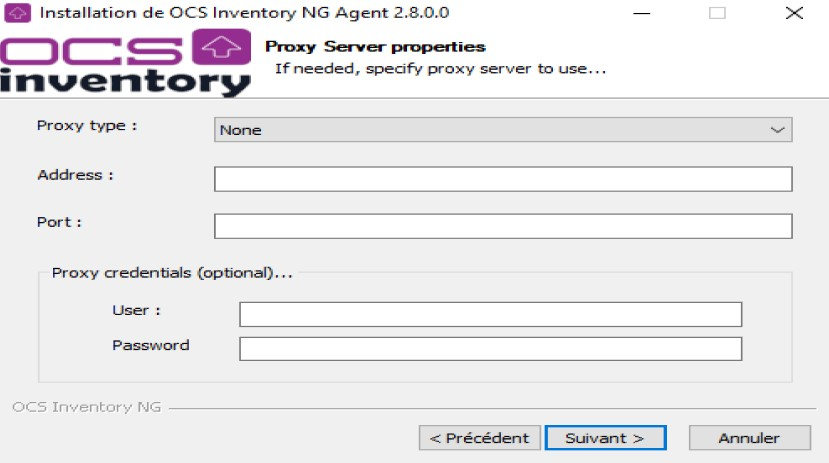 Installation de OCS Inventory NG Agent 2.8.0.0
OCS
inventory
Proxy Server properties
If needed, specify proxy server to use...
Proxy type :
None
Address :
Port :
Proxy credentials (optional)...
User :
Password
OCS Inventory NG
< Précédent
Suivant >
Annuler